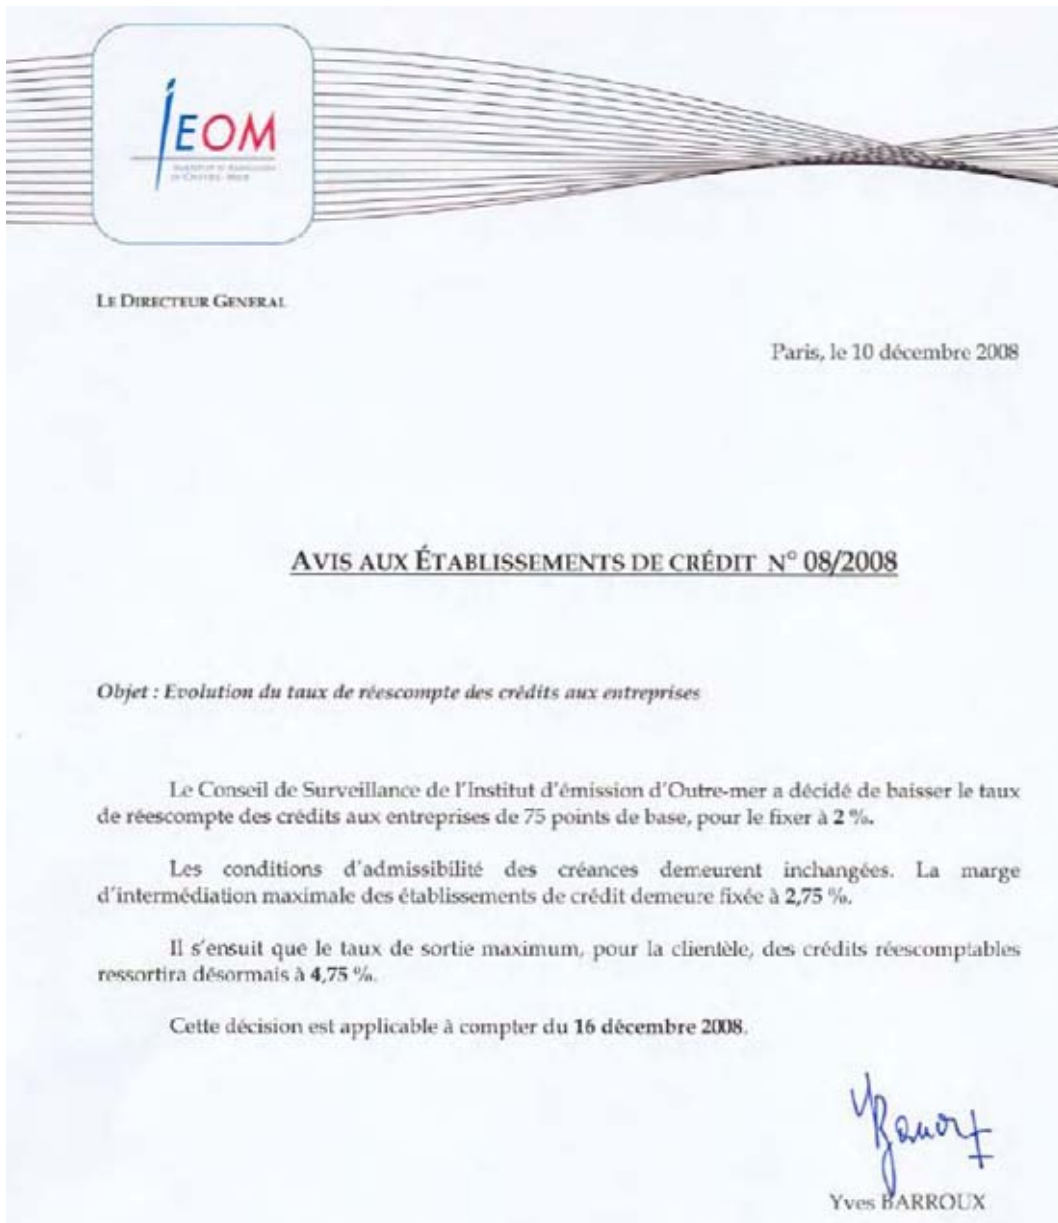 IEOM
INSTITUT D'EMISSION
D'OUTRE-MER
LE DIRECTEUR GENERAL
Paris, le 10 décembre 2008
AVIS AUX ÉTABLISSEMENTS DE CRÉDIT N° 08/2008
Objet : Evolution du taux de réescompte des crédits aux entreprises
Le Conseil de Surveillance de l'Institut d'émission d'Outre-mer a décidé de baisser le taux
de réescompte des crédits aux entreprises de 75 points de base, pour le fixer à 2 %.
Les conditions d'admissibilité des créances demeurent inchangées. La marge
d'intermédiation maximale des établissements de crédit demeure fixée à 2,75 %.
Il s'ensuit que le taux de sortie maximum, pour la clientèle, des crédits réescomptables
ressortira désormais à 4,75 %.
Cette décision est applicable à compter du 16 décembre 2008.
Yves BARROUX